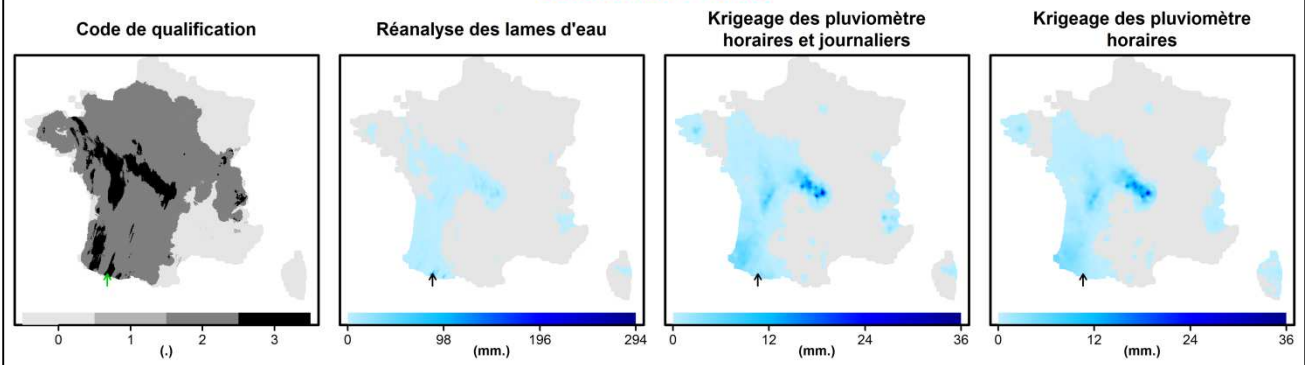 Code de qualification
Réanalyse des lames d'eau
Krigeage des pluviomètre
horaires et journaliers
Krigeage des pluviomètre
horaires
0 1 2 3
(.)
0 98 196 294
(mm.)
0 12 24 36
(mm.)
0 12 24 36
(mm.)